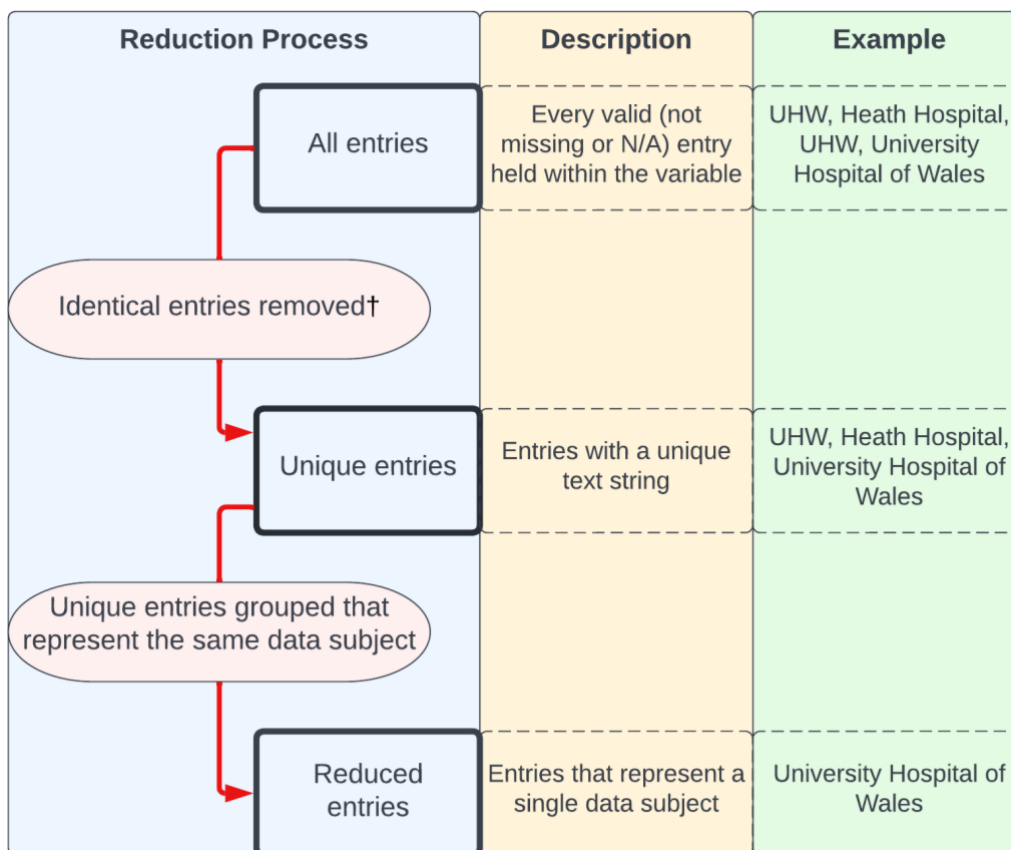 Reduction Process
Description
Example
All entries
Every valid (not
missing or N/A) entry
held within the variable
UHW, Heath Hospital,
UHW, University
Hospital of Wales
Identical entries removed†
Unique entries
Entries with a unique
text string
UHW, Heath Hospital,
University Hospital of
Wales
Unique entries grouped that
represent the same data subject
Reduced
entries
Entries that represent a
single data subject
University Hospital of
Wales